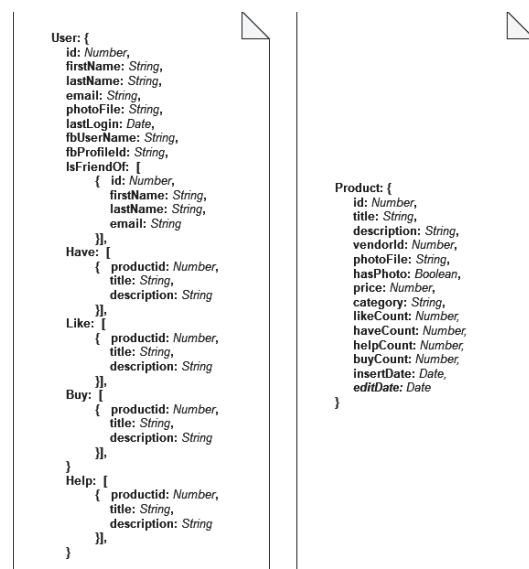 User: {
id: Number,
firstName: String,
lastName: String,
email: String,
photoFile: String,
lastLogin: Date,
fbUserName: String,
fbProfileId: String,
IsFriendOf: [
{ id: Number,
firstName: String,
lastName: String,
email: String
}],
Have: [
{ productid: Number,
title: String,
description: String
}],
Like: [
{ productid: Number,
title: String,
description: String
}],
Buy: [
{ productid: Number,
title: String,
description: String
}],
}
Help: [
{ productid: Number,
title: String,
description: String
}],
}
Product: {
id: Number,
title: String,
description: String,
vendorId: Number,
photoFile: String,
hasPhoto: Boolean,
price: Number,
category: String,
likeCount: Number,
haveCount: Number,
helpCount: Number,
buyCount: Number,
insertDate: Date,
editDate: Date
}